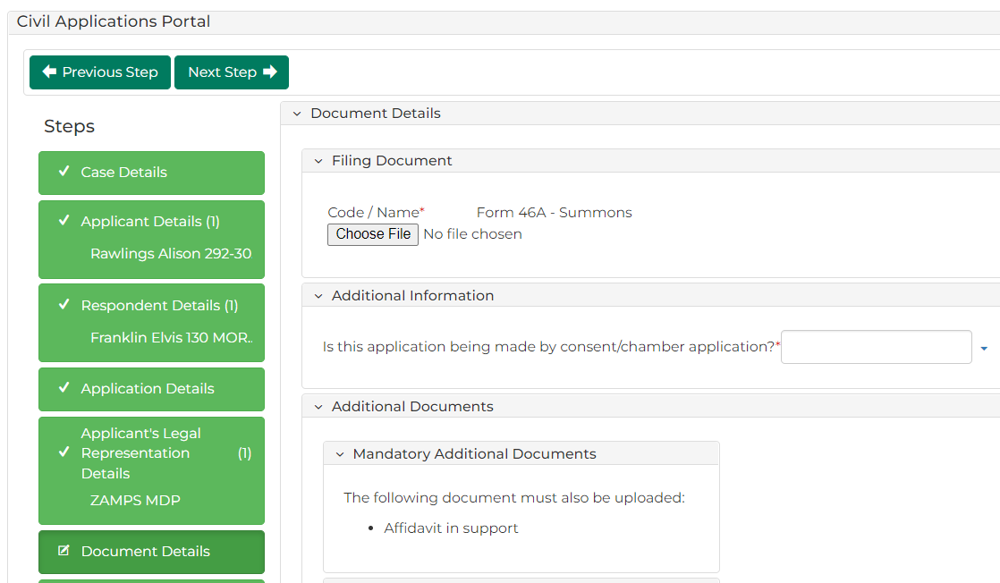 Civil Applications Portal
Previous Step
Next Step
Steps
Case Details
Applicant Details (1)
Rawlings Alison 292-30
Respondent Details (1)
Franklin Elvis 130 MOR..
Application Details
Applicant's Legal
Representation (1)
Details
ZAMPS MDP
Document Details
Document Details
Filing Document
Code / Name* Form 46A - Summons
Choose File No file chosen
Additional Information
Is this application being made by consent/chamber application?*
Additional Documents
Mandatory Additional Documents
The following document must also be uploaded:
• Affidavit in support